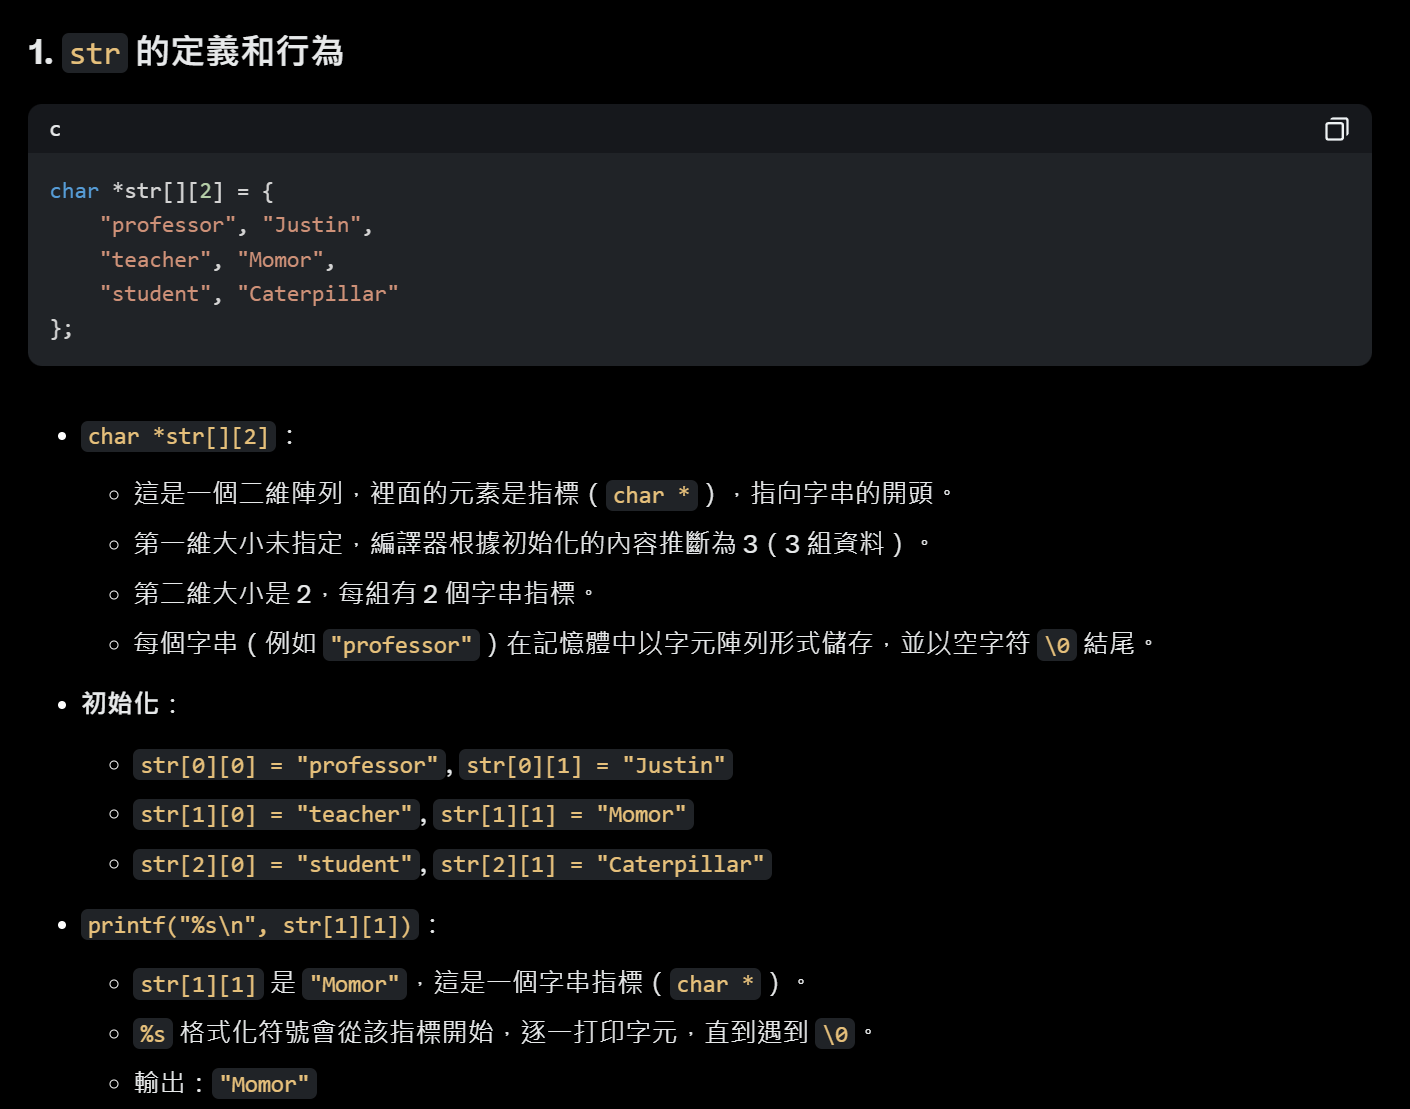 1. str 的定義和行為
c
char *str[][2] = {
    "professor", "Justin",
    "teacher", "Momor",
    "student", "Caterpillar"
};
• char *str[][2]：
○ 這是一個二維陣列，裡面的元素是指標（char *），指向字串的開頭。
○ 第一維大小未指定，編譯器根據初始化的內容推斷為 3（3 組資料）。
○ 第二維大小是 2，每組有 2 個字串指標。
○ 每個字串（例如 "professor"）在記憶體中以字元陣列形式儲存，並以空字符 \0 結尾。
• 初始化：
○ str[0][0] = "professor", str[0][1] = "Justin"
○ str[1][0] = "teacher", str[1][1] = "Momor"
○ str[2][0] = "student", str[2][1] = "Caterpillar"
• printf("%s\n", str[1][1])：
○ str[1][1] 是 "Momor"，這是一個字串指標（char *）。
○ %s 格式化符號會從該指標開始，逐一打印字元，直到遇到 \0。
○ 輸出："Momor"